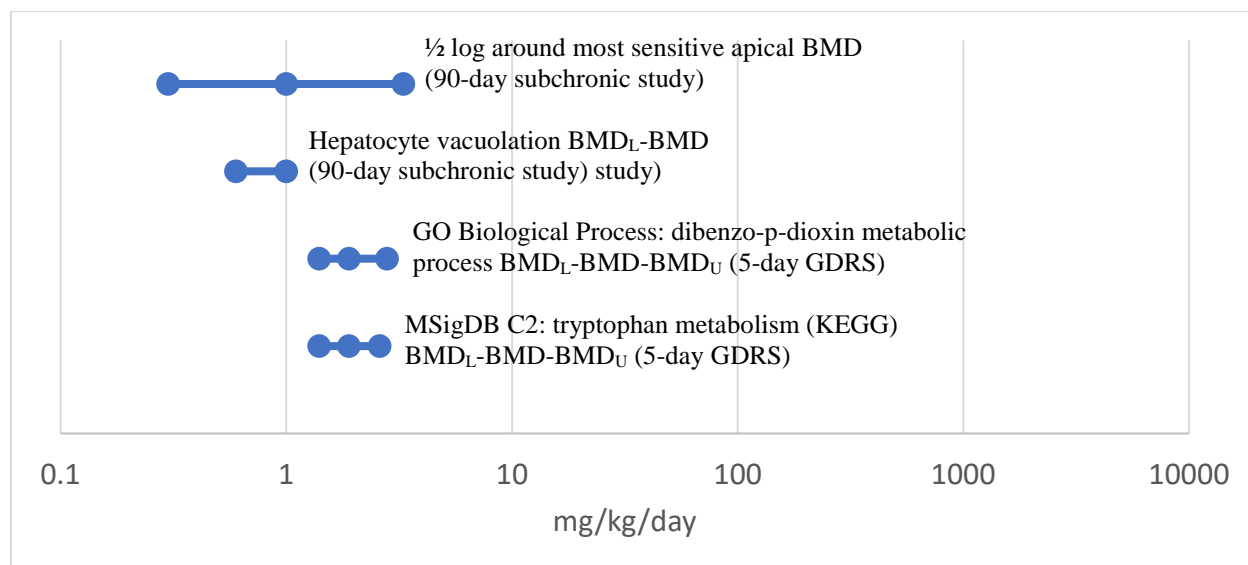 ½ log around most sensitive apical BMD
(90-day subchronic study)
Hepatocyte vacuolation BMDL-BMD
(90-day subchronic study) study)
GO Biological Process: dibenzo-p-dioxin metabolic
process BMDL-BMD-BMDU (5-day GDRS)
MSigDB C2: tryptophan metabolism (KEGG)
BMDL-BMD-BMDU (5-day GDRS)
0.1 1 10 100 1000 10000
mg/kg/day